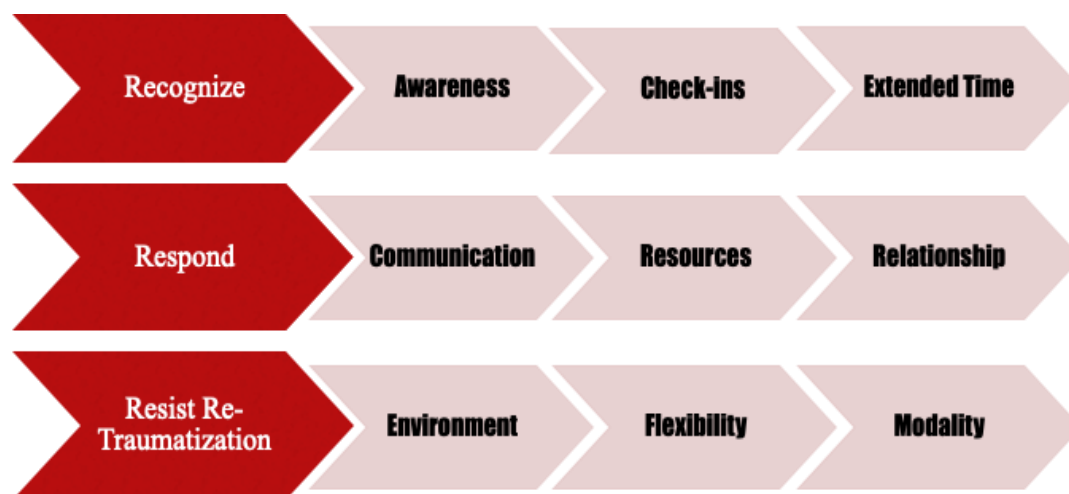 Recognize
Awareness
Check-ins
Extended Time
Respond
Communication
Resources
Relationship
Resist Re-
Traumatization
Environment
Flexibility
Modality